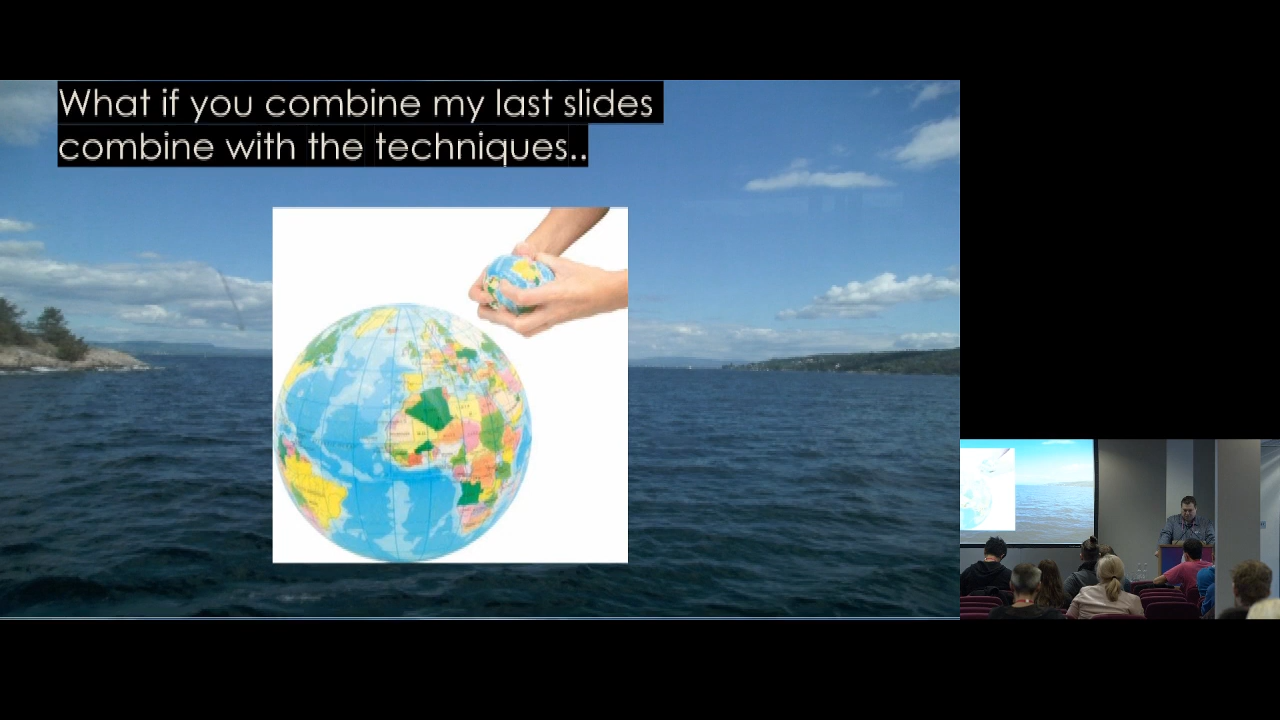 What if you combine my last slides
combine with the techniques..